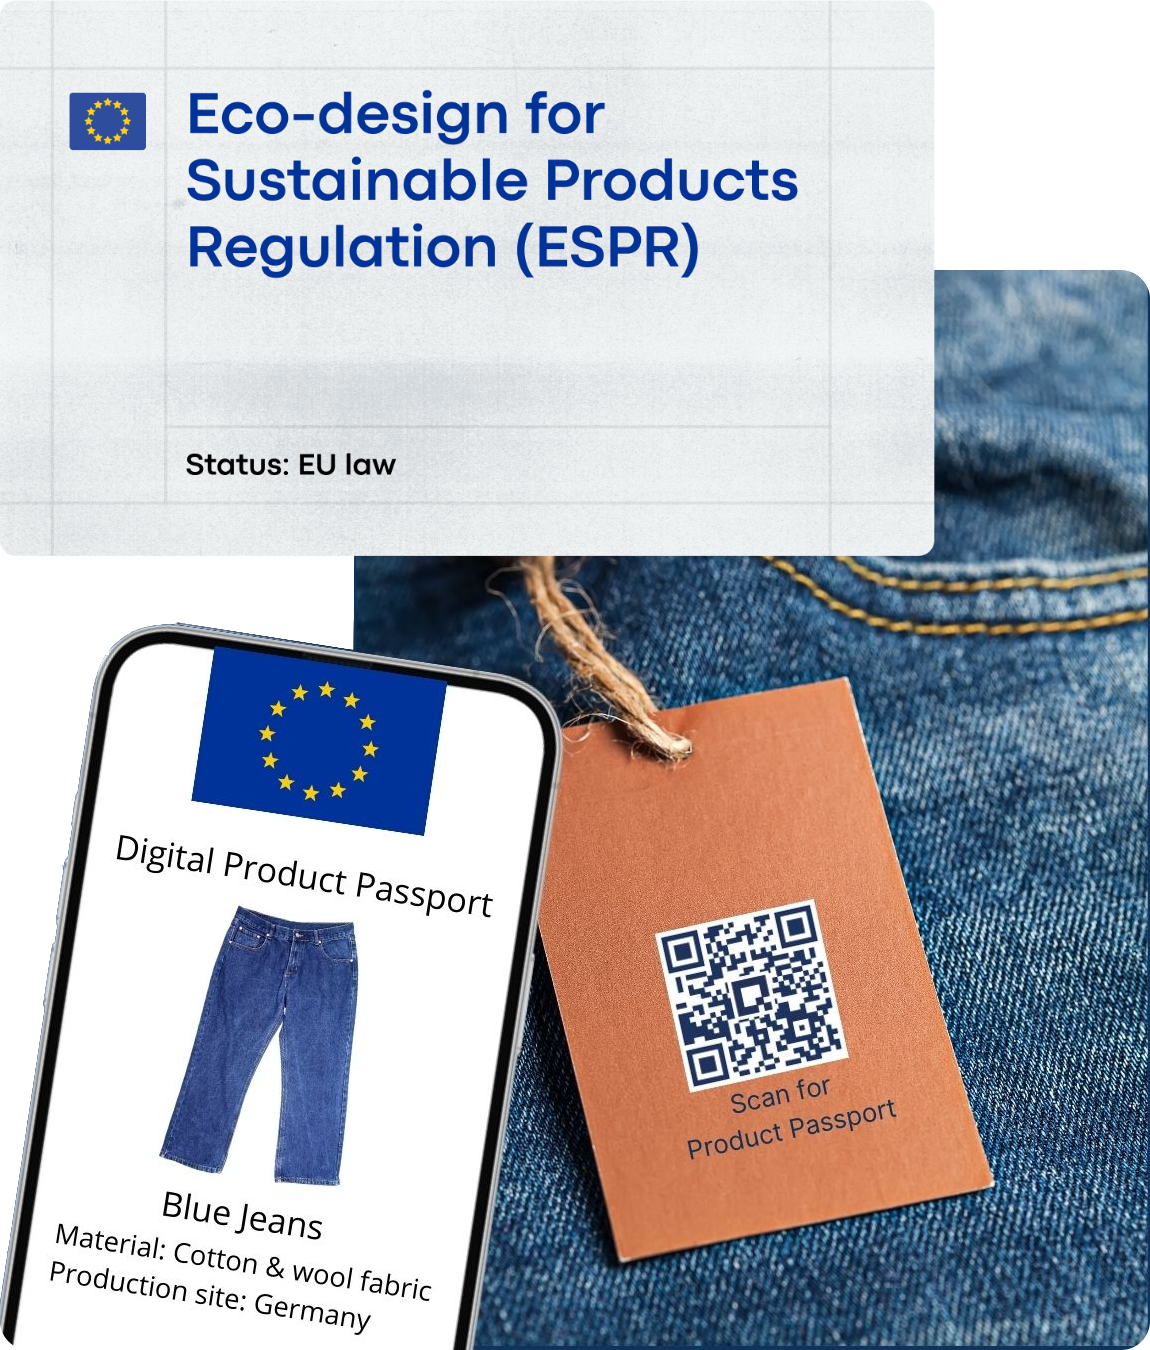 Eco-design for
Sustainable Products
Regulation (ESPR)
Status: EU law
Digital Product Passport
Blue Jeans
Material: Cotton & wool fabric
Production site: Germany
Scan for
Product Passport